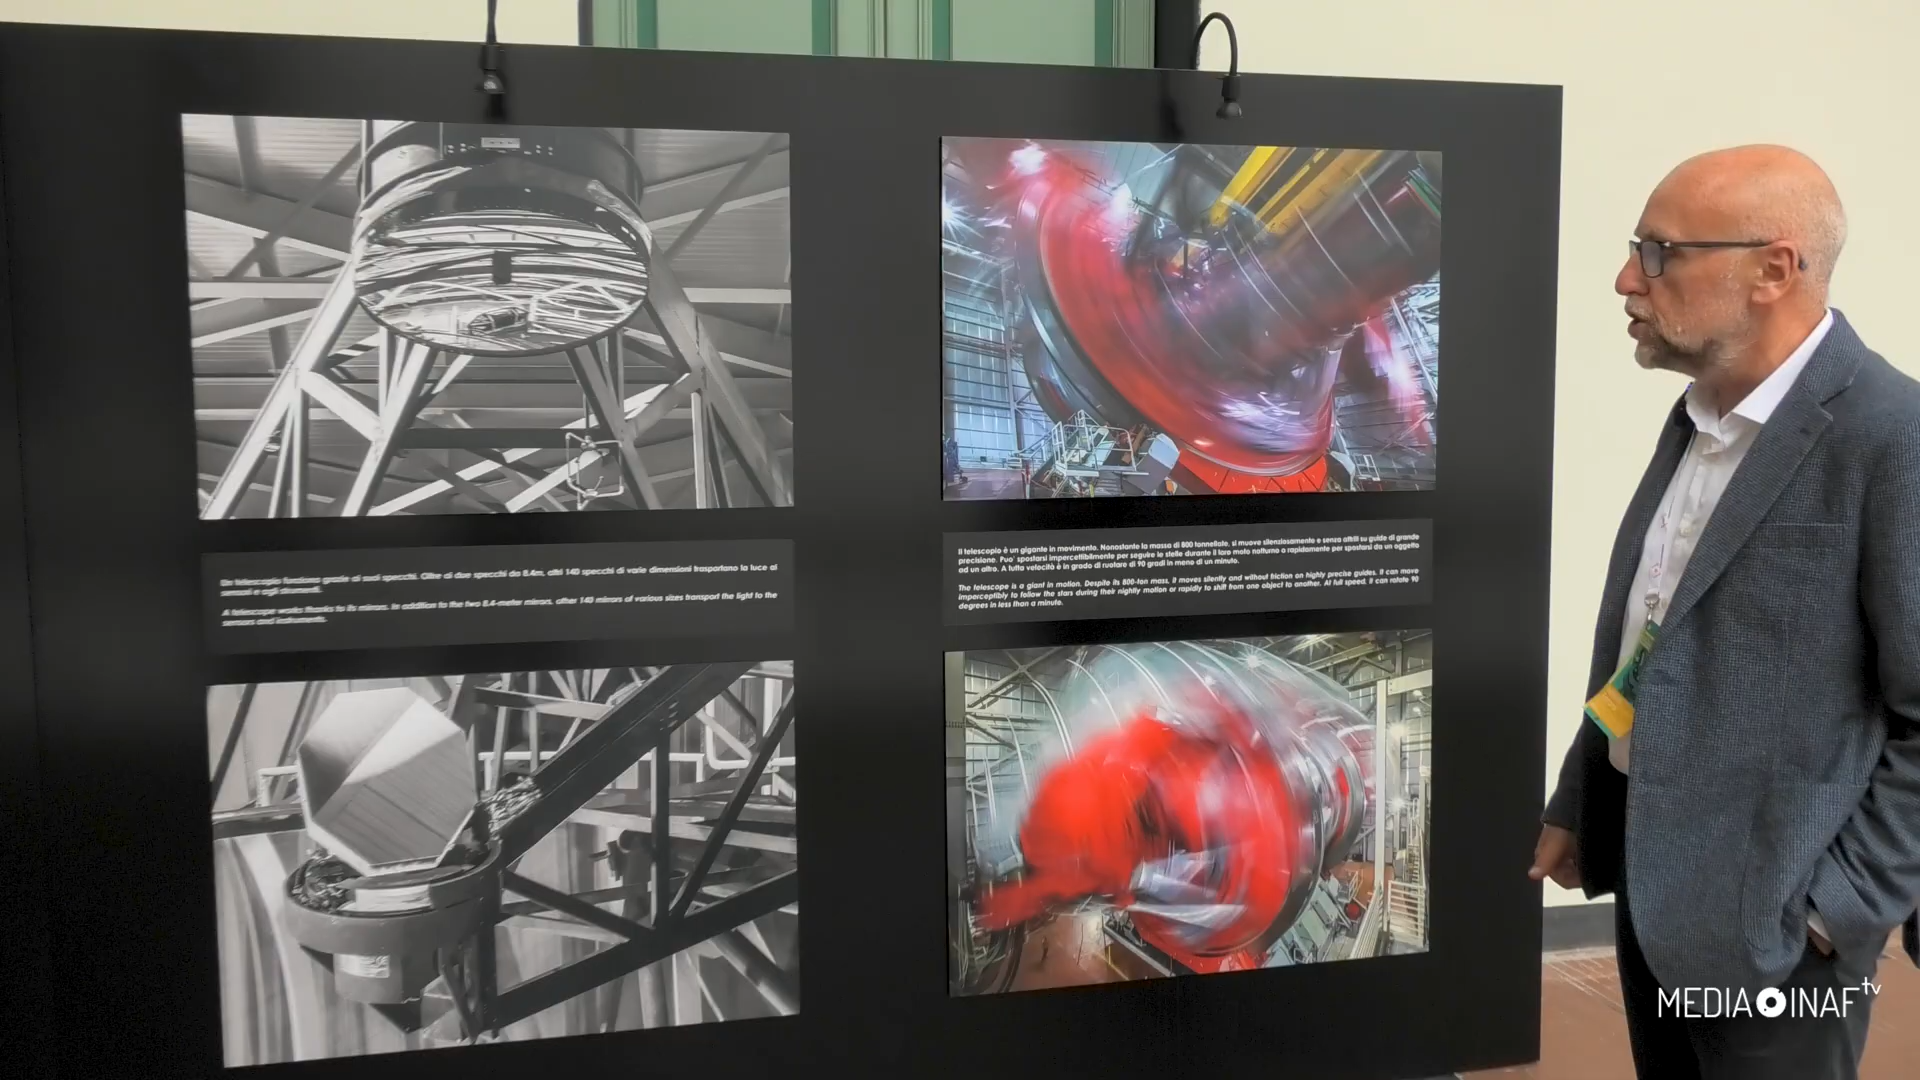 Un telescopio funziona grazie ai suoi specchi. Oltre ai due specchi da 8.4m, altri 140 specchi di varie dimensioni trasportano la luce ai
sensori e agli strumenti.
A telescope works thanks to its mirrors. In addition to the two 8.4-meter mirrors, other 140 mirrors of various sizes transport the light to the
sensors and instruments.
Il telescopio è un gigante in movimento. Nonostante la massa di 800 tonnellate, si muove silenziosamente e senza attriti su guide di grande
precisione. Puo' spostarsi impercettibilmente per seguire le stelle durante il loro moto notturno o rapidamente per spostarsi da un oggetto
ad un altro. A tutta velocità è in grado di ruotare di 90 gradi in meno di un minuto.
The telescope is a giant in motion. Despite its 800-ton mass, it moves silently and without friction on highly precise guides. It can move
imperceptibly to follow the stars during their nightly motion or rapidly to shift from one object to another. At full speed, it can rotate 90
degrees in less than a minute.
MEDIA INAF tv